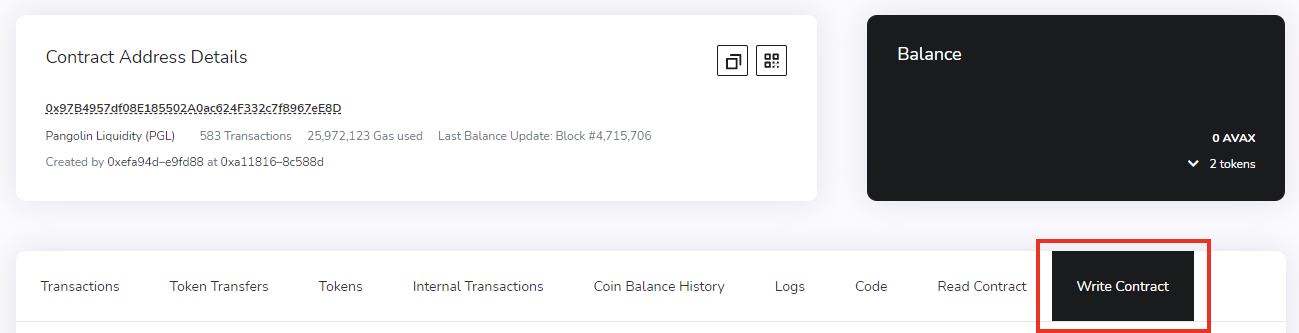 Contract Address Details
0x97B4957df08E185502A0ac624F332c7f8967eE8D
Pangolin Liquidity (PGL) 583 Transactions 25,972,123 Gas used Last Balance Update: Block #4,715,706
Created by 0xefa94d–e9fd88 at 0xa11816–8c588d
Balance
0 AVAX
2 tokens
Transactions Token Transfers Tokens Internal Transactions Coin Balance History Logs Code Read Contract Write Contract